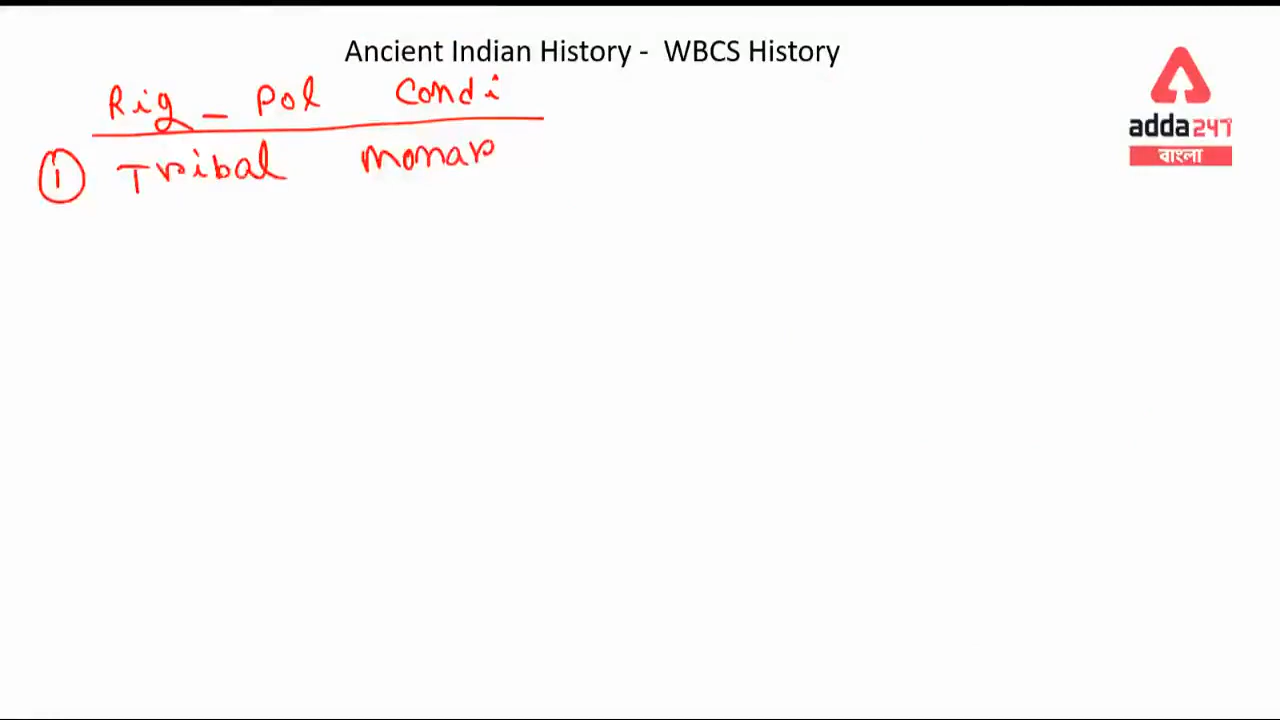 Ancient Indian History - WBCS History
Rig - Pol Condi
① Tribal Monar
adda247
বাংলা